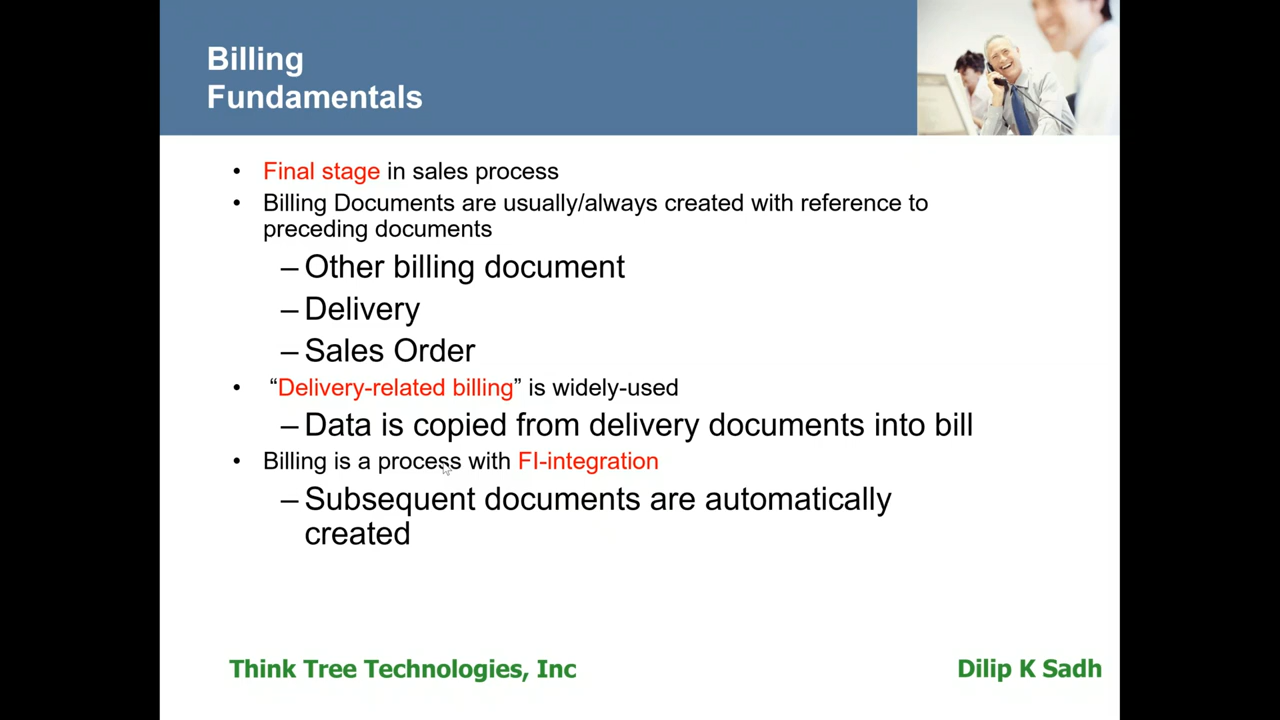 Billing
Fundamentals
• Final stage in sales process
• Billing Documents are usually/always created with reference to
preceding documents
– Other billing document
– Delivery
– Sales Order
• “Delivery-related billing” is widely-used
– Data is copied from delivery documents into bill
• Billing is a process with FI-integration
– Subsequent documents are automatically
created
Think Tree Technologies, Inc
Dilip K Sadh